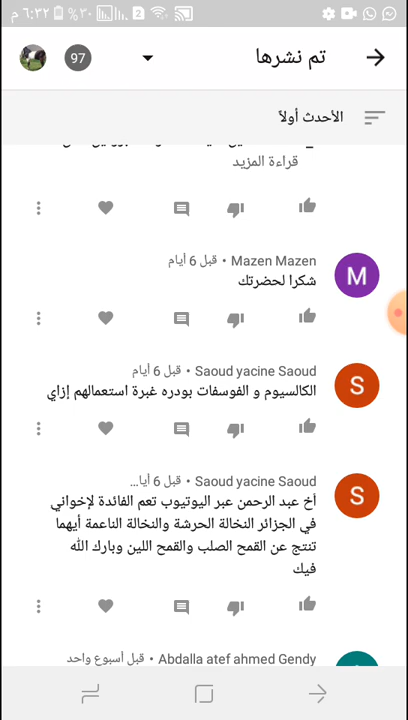 ٦:٣٢ م ٣٠% 2
تم نشرها 97
الأحدث أولاً
قراءة المزيد
Mazen Mazen • قبل 6 أيام
M
شكرا لحضرتك
Saoud yacine Saoud • قبل 6 أيام
S
الكالسيوم و الفوسفات بودره غبرة استعمالهم إزاي
Saoud yacine Saoud • قبل 6 أيا...
S
أخ عبد الرحمن عبر اليوتيوب تعم الفائدة لإخواني
في الجزائر النخالة الحرشة والنخالة الناعمة أيهما
تنتج عن القمح الصلب والقمح اللين وبارك الله
فيك
Abdalla atef ahmed Gendy • قبل أسبوع واحد